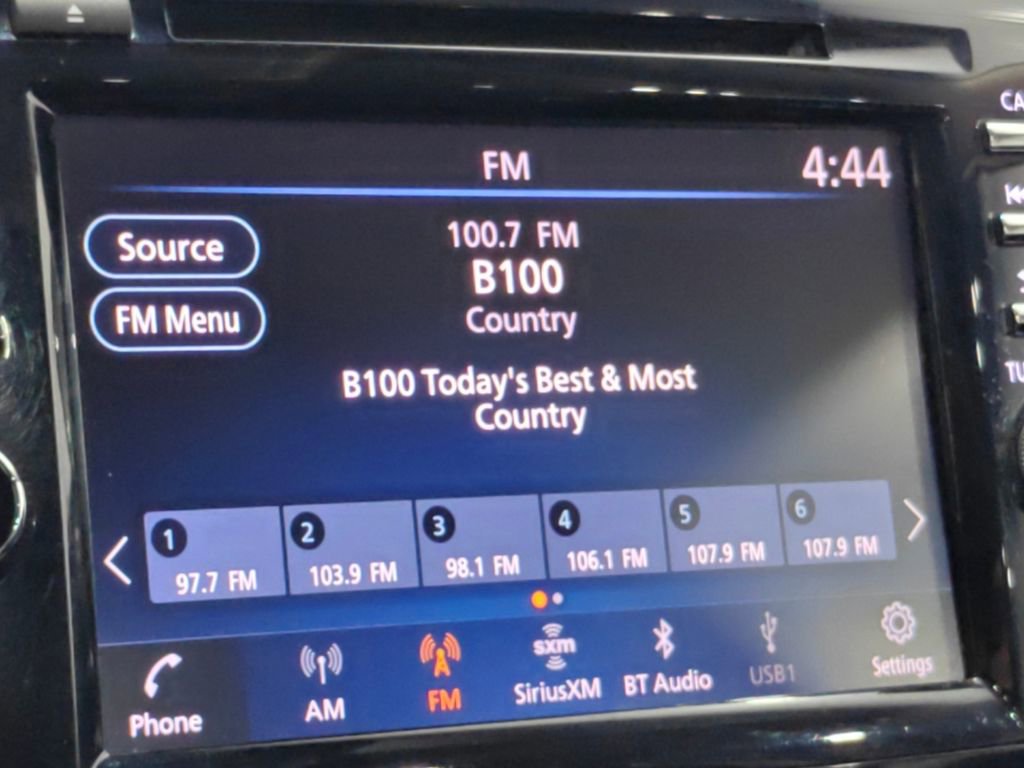 FM
4:44
Source
100.7 FM
B100
FM Menu
Country
B100 Today's Best & Most
Country
1
2
3
4
5
6
97.7 FM
103.9 FM
98.1 FM
106.1 FM
107.9 FM
107.9 FM
sxm
Phone
AM
FM
SiriusXM
BT Audio
USB1
Settings